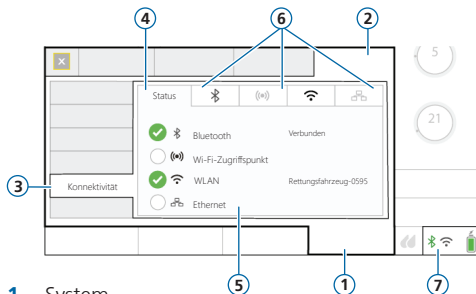 4
6
2
5
Status
21
Bluetooth Verbunden
Wi-Fi-Zugriffspunkt
3
Konnektivität
WLAN Rettungsfahrzeug-0595
Ethernet
5
1
7
1 System